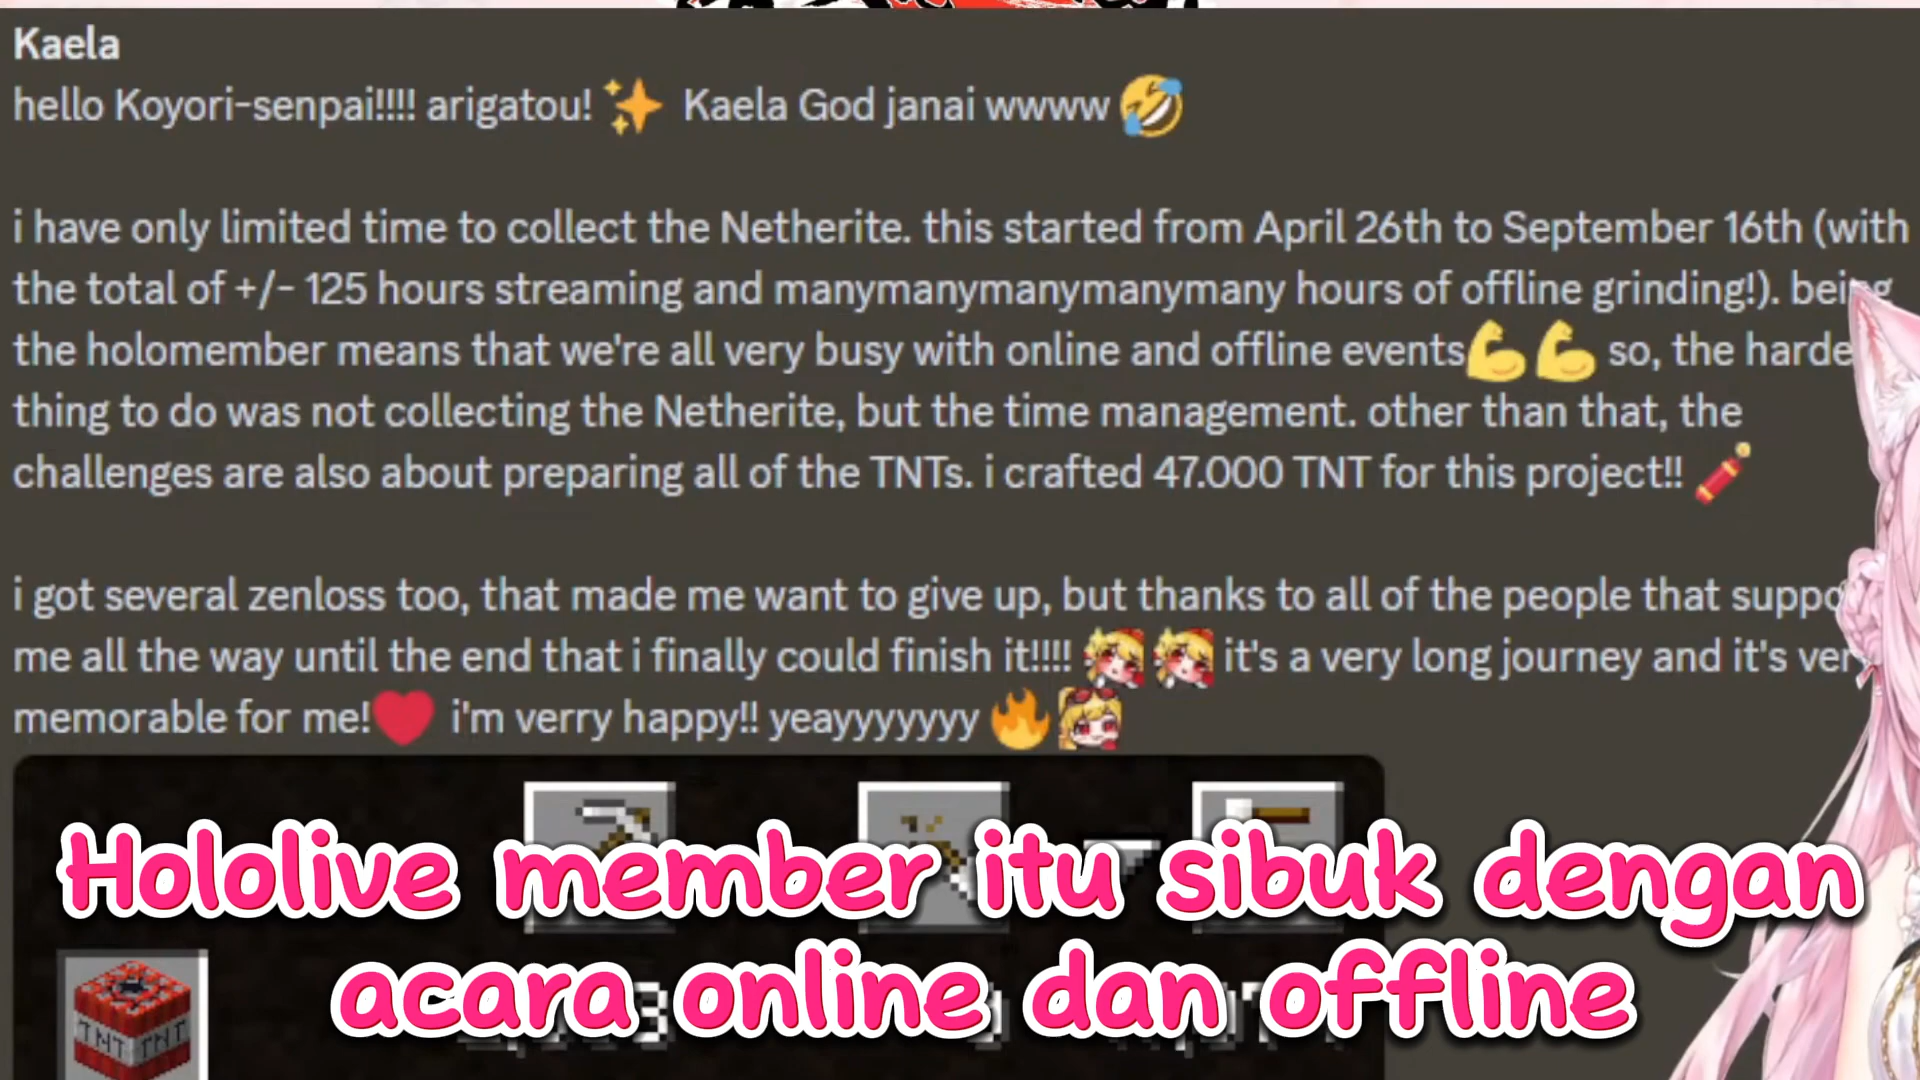 Kaela
hello Koyori-senpai!!!! arigatou! ✨ Kaela God janai wwww 🤣
i have only limited time to collect the Netherite. this started from April 26th to September 16th (with
the total of +/- 125 hours streaming and manymanymanymanymany hours of offline grinding!). being
the holomember means that we're all very busy with online and offline events💪💪 so, the harde
thing to do was not collecting the Netherite, but the time management. other than that, the
challenges are also about preparing all of the TNTs. i crafted 47.000 TNT for this project!! 🧨
i got several zenloss too, that made me want to give up, but thanks to all of the people that suppo
me all the way until the end that i finally could finish it!!!! it's a very long journey and it's very
memorable for me!❤️ i'm verry happy!! yeayyyyyyy 🔥
Hololive member itu sibuk dengan
acara online dan offline
TNT TNT